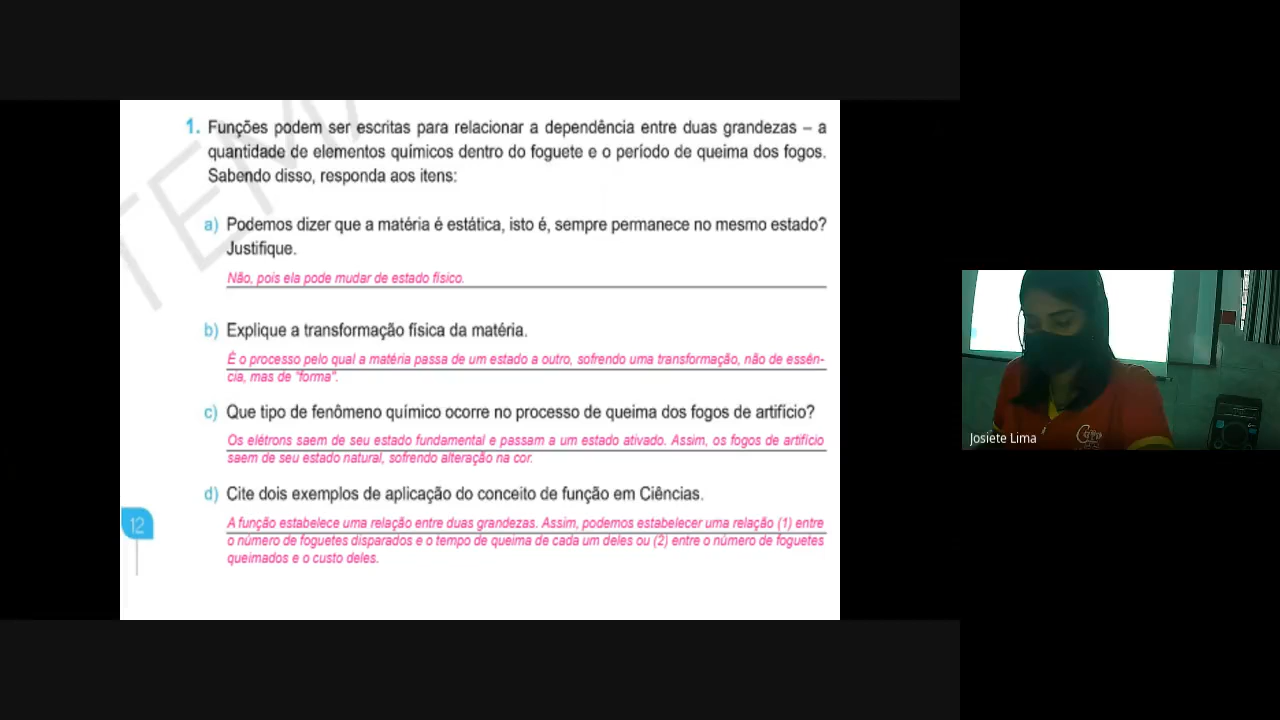 1. Funções podem ser escritas para relacionar a dependência entre duas grandezas – a
quantidade de elementos químicos dentro do foguete e o período de queima dos fogos.
Sabendo disso, responda aos itens:
a) Podemos dizer que a matéria é estática, isto é, sempre permanece no mesmo estado?
Justifique.
Não, pois ela pode mudar de estado físico.
b) Explique a transformação física da matéria.
É o processo pelo qual a matéria passa de um estado a outro, sofrendo uma transformação, não de essên-
cia, mas de "forma".
c) Que tipo de fenômeno químico ocorre no processo de queima dos fogos de artifício?
Os elétrons saem de seu estado fundamental e passam a um estado ativado. Assim, os fogos de artifício
saem de seu estado natural, sofrendo alteração na cor.
d) Cite dois exemplos de aplicação do conceito de função em Ciências.
A função estabelece uma relação entre duas grandezas. Assim, podemos estabelecer uma relação (1) entre
o número de foguetes disparados e o tempo de queima de cada um deles ou (2) entre o número de foguetes
queimados e o custo deles.
12
TEMA
Josiete Lima